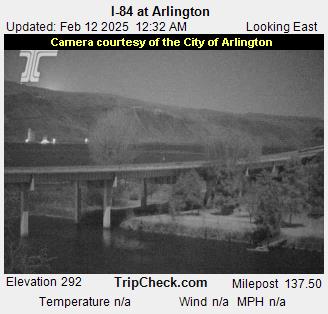 I-84 at Arlington
Updated: Feb 12 2025 12:32 AM Looking East
Camera courtesy of the City of Arlington
Elevation 292 TripCheck.com Milepost 137.50
Temperature n/a Wind n/a MPH n/a